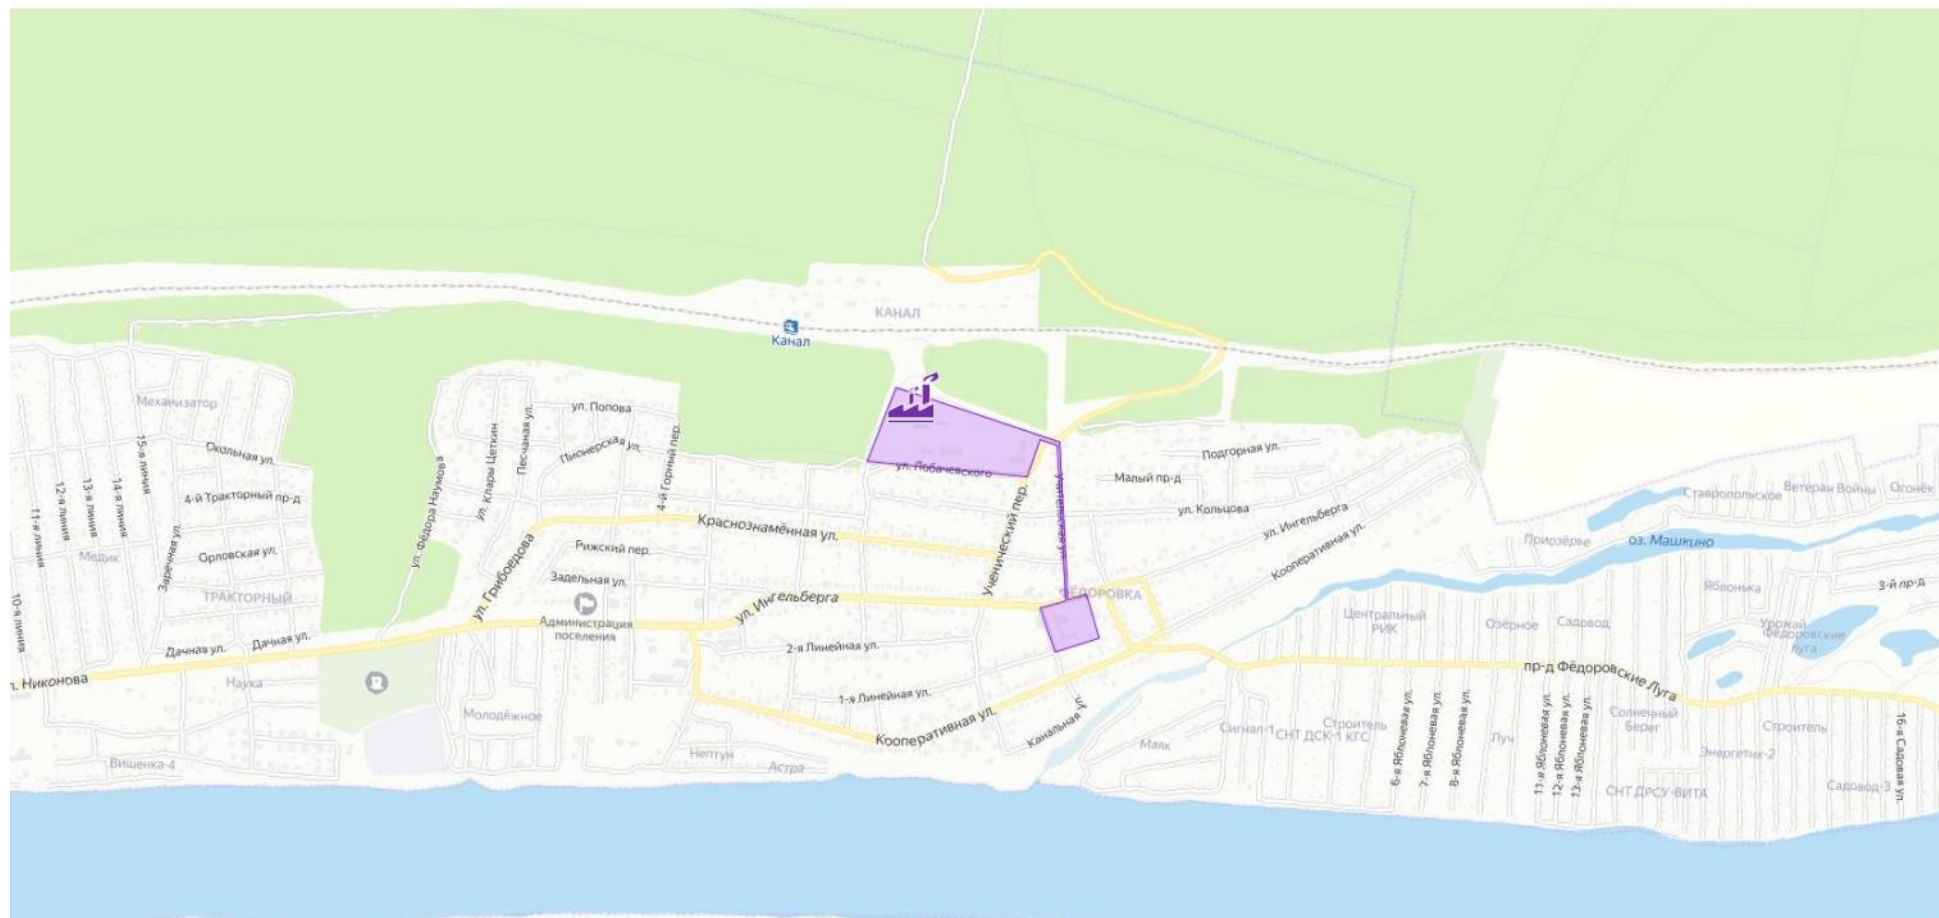 КАНАЛ
Канал
Механизатор
ул. Попова
Песчаная ул.
ул. Клары Цеткин
Пионерская ул.
4-й Горный пер.
Окольная ул.
15-я линия
14-я линия
13-я линия
12-я линия
11-я линия
10-я линия
4-й Тракторный пр-д
ул. Фёдора Наумова
ул. Лобачевского
Подгорная ул.
Малый пр-д
Ставропольское
Ветеран Войны
Огонёк
ул. Кольцова
ул. Ингельберга
Кооперативная ул.
Учительская ул.
Ученический пер.
Краснознамённая ул.
Рижский пер.
Задельная ул.
Медик
Заречная ул.
Орловская ул.
ТРАКТОРНЫЙ
ул. Грибоедова
Приозёрье
оз. Машкино
Яблонька
3-й пр-д
ФЁДОРОВКА
ул. Ингельберга
Администрация
поселения
Центральный
РИК
Озёрное
Садовод
Урожай
Фёдоровские
луга
Дачная ул.
Дачная ул.
2-я Линейная ул.
л. Никонова
Наука
пр-д Фёдоровские Луга
1-я Линейная ул.
Молодёжное
Кооперативная ул.
Канальная ул.
Сигнал-1
СНТ ДСК-1 КГС
Строитель
6-я Яблоневая ул.
7-я Яблоневая ул.
8-я Яблоневая ул.
Луч
11-я Яблоневая ул.
12-я Яблоневая ул.
13-я Яблоневая ул.
Солнечный
Берег
Строитель
16-я Садовая ул.
Маяк
Энергетик-2
Нептун
Астра
Вишенка-4
СНТ ДРСУ-ВИТА
Садовод-3